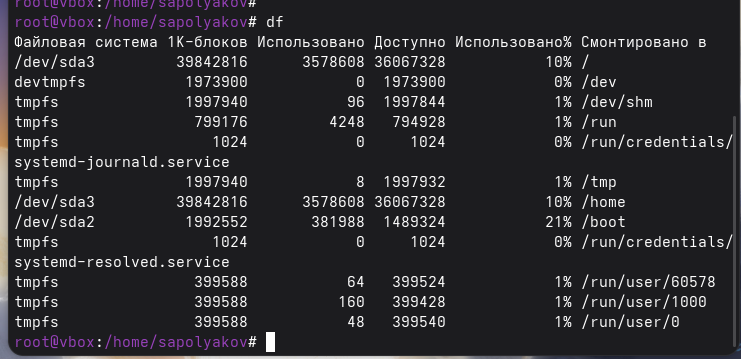 root@vbox:/home/sapolyakov#
root@vbox:/home/sapolyakov# df
Файловая система 1К-блоков Использовано Доступно Использовано% Смонтировано в
/dev/sda3 39842816 3578608 36067328 10% /
devtmpfs 1973900 0 1973900 0% /dev
tmpfs 1997940 96 1997844 1% /dev/shm
tmpfs 799176 4248 794928 1% /run
tmpfs 1024 0 1024 0% /run/credentials/
systemd-journald.service
tmpfs 1997940 8 1997932 1% /tmp
/dev/sda3 39842816 3578608 36067328 10% /home
/dev/sda2 1992552 381988 1489324 21% /boot
tmpfs 1024 0 1024 0% /run/credentials/
systemd-resolved.service
tmpfs 399588 64 399524 1% /run/user/60578
tmpfs 399588 160 399428 1% /run/user/1000
tmpfs 399588 48 399540 1% /run/user/0
root@vbox:/home/sapolyakov#